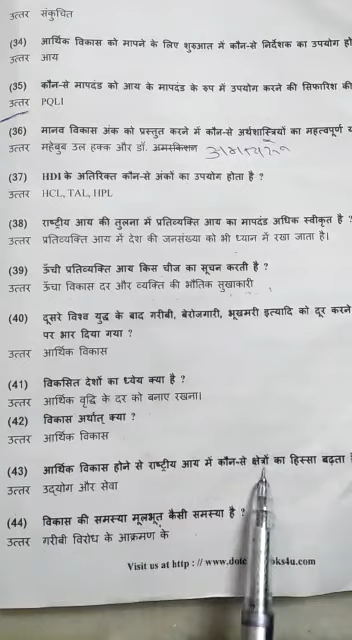 उत्तर संकुचित
(34) आर्थिक विकास को मापने के लिए शुरुआत में कौन-से निर्देशक का उपयोग हो
उत्तर आय
(35) कौन-से मापदंड को आय के मापदंड के रुप में उपयोग करने की सिफारिश की
उत्तर PQLI
(36) मानव विकास अंक को प्रस्तुत करने में कौन-से अर्थशास्त्रियों का महत्वपूर्ण य
उत्तर महेबुब उल हक्क और डॉ.
(37) HDI के अतिरिक्त कौन-से अंकों का उपयोग होता है ?
उत्तर HCL, TAL, HPL
(38) राष्ट्रीय आय की तुलना में प्रतिव्यक्ति आय का मापदंड अधिक स्वीकृत है ?
उत्तर प्रतिव्यक्ति आय में देश की जनसंख्या को भी ध्यान में रखा जाता है।
(39) ऊँची प्रतिव्यक्ति आय किस चीज का सूचन करती है ?
उत्तर ऊँचा विकास दर और व्यक्ति की भौतिक सुखाकारी
(40) दूसरे विश्व युद्ध के बाद गरीबी, बेरोजगारी, भूखमरी इत्यादि को दूर करने
पर भार दिया गया ?
उत्तर आर्थिक विकास
(41) विकसित देशों का ध्येय क्या है ?
उत्तर आर्थिक वृद्धि के दर को बनाए रखना।
(42) विकास अर्थात् क्या ?
उत्तर आर्थिक विकास
(43) आर्थिक विकास होने से राष्ट्रीय आय में कौन-से क्षेत्रों का हिस्सा बढ़ता
उत्तर उद्योग और सेवा
(44) विकास की समस्या मूलभूत कैसी समस्या है ?
उत्तर गरीबी विरोध के आक्रमण के
Visit us at http : // www.dot oks4u.com